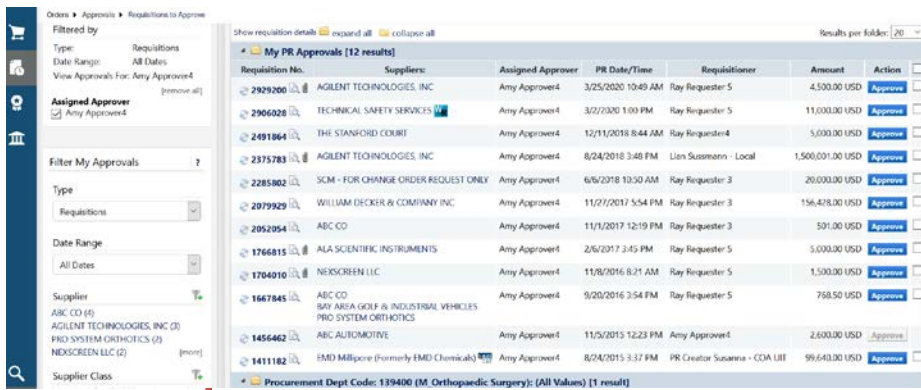 Orders ▸ Approvals ▸ Requisitions to Approve
Filtered by
Type: Requisitions
Date Range: All Dates
View Approvals For: Amy Approver4
[remove all]
Assigned Approver
Amy Approver4
Filter My Approvals ?
Type
Requisitions
Date Range
All Dates
Supplier
ABC CO (4)
AGILENT TECHNOLOGIES, INC (3)
PRO SYSTEM ORTHOTICS (2)
NEXSCREEN LLC (2) [more]
Supplier Class
Show requisition details expand all collapse all Results per folder: 20
My PR Approvals [12 results]
Requisition No. Suppliers: Assigned Approver PR Date/Time Requisitioner Amount Action
2929200 AGILENT TECHNOLOGIES, INC Amy Approver4 3/25/2020 10:49 AM Ray Requester 5 4,500.00 USD Approve
2906028 TECHNICAL SAFETY SERVICES Amy Approver4 3/2/2020 1:00 PM Ray Requester 5 11,000.00 USD Approve
2491864 THE STANFORD COURT Amy Approver4 12/11/2018 8:44 AM Ray Requester4 5,000.00 USD Approve
2375783 AGILENT TECHNOLOGIES, INC Amy Approver4 8/24/2018 3:48 PM Lian Sussmann - Local 1,500,001.00 USD Approve
2285802 SCM - FOR CHANGE ORDER REQUEST ONLY Amy Approver4 6/6/2018 10:50 AM Ray Requester 3 20,000.00 USD Approve
2079929 WILLIAM DECKER & COMPANY INC Amy Approver4 11/27/2017 5:54 PM Ray Requester 3 156,428.00 USD Approve
2052054 ABC CO Amy Approver4 11/1/2017 12:19 PM Ray Requester 3 501.00 USD Approve
1766815 ALA SCIENTIFIC INSTRUMENTS Amy Approver4 2/6/2017 3:45 PM Ray Requester 5 5,000.00 USD Approve
1704010 NEXSCREEN LLC Amy Approver4 11/8/2016 8:21 AM Ray Requester 5 1,500.00 USD Approve
1667845 ABC CO Amy Approver4 9/20/2016 3:54 PM Ray Requester 5 768.50 USD Approve
BAY AREA GOLF & INDUSTRIAL VEHICLES
PRO SYSTEM ORTHOTICS
1456462 ABC AUTOMOTIVE Amy Approver4 11/5/2015 12:23 PM Amy Approver4 2,600.00 USD Approve
1411182 EMD Millipore (Formerly EMD Chemicals) Amy Approver4 8/24/2015 3:37 PM PR Creator Susanna - COA UIT 99,640.00 USD Approve
Procurement Dept Code: 139400 (M_Orthopaedic Surgery): (All Values) [1 result]